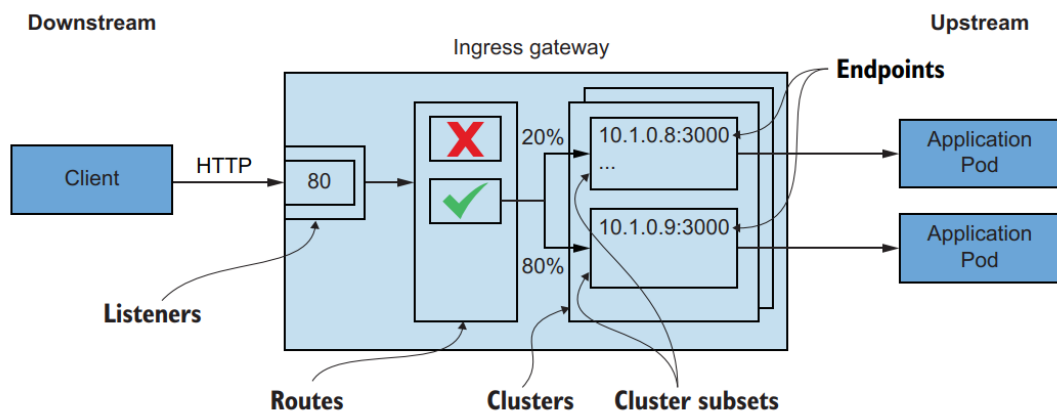 Downstream
Upstream
Ingress gateway
Endpoints
Client
HTTP
80
20%
80%
10.1.0.8:3000
...
10.1.0.9:3000
Application
Pod
Application
Pod
Listeners
Routes
Clusters
Cluster subsets